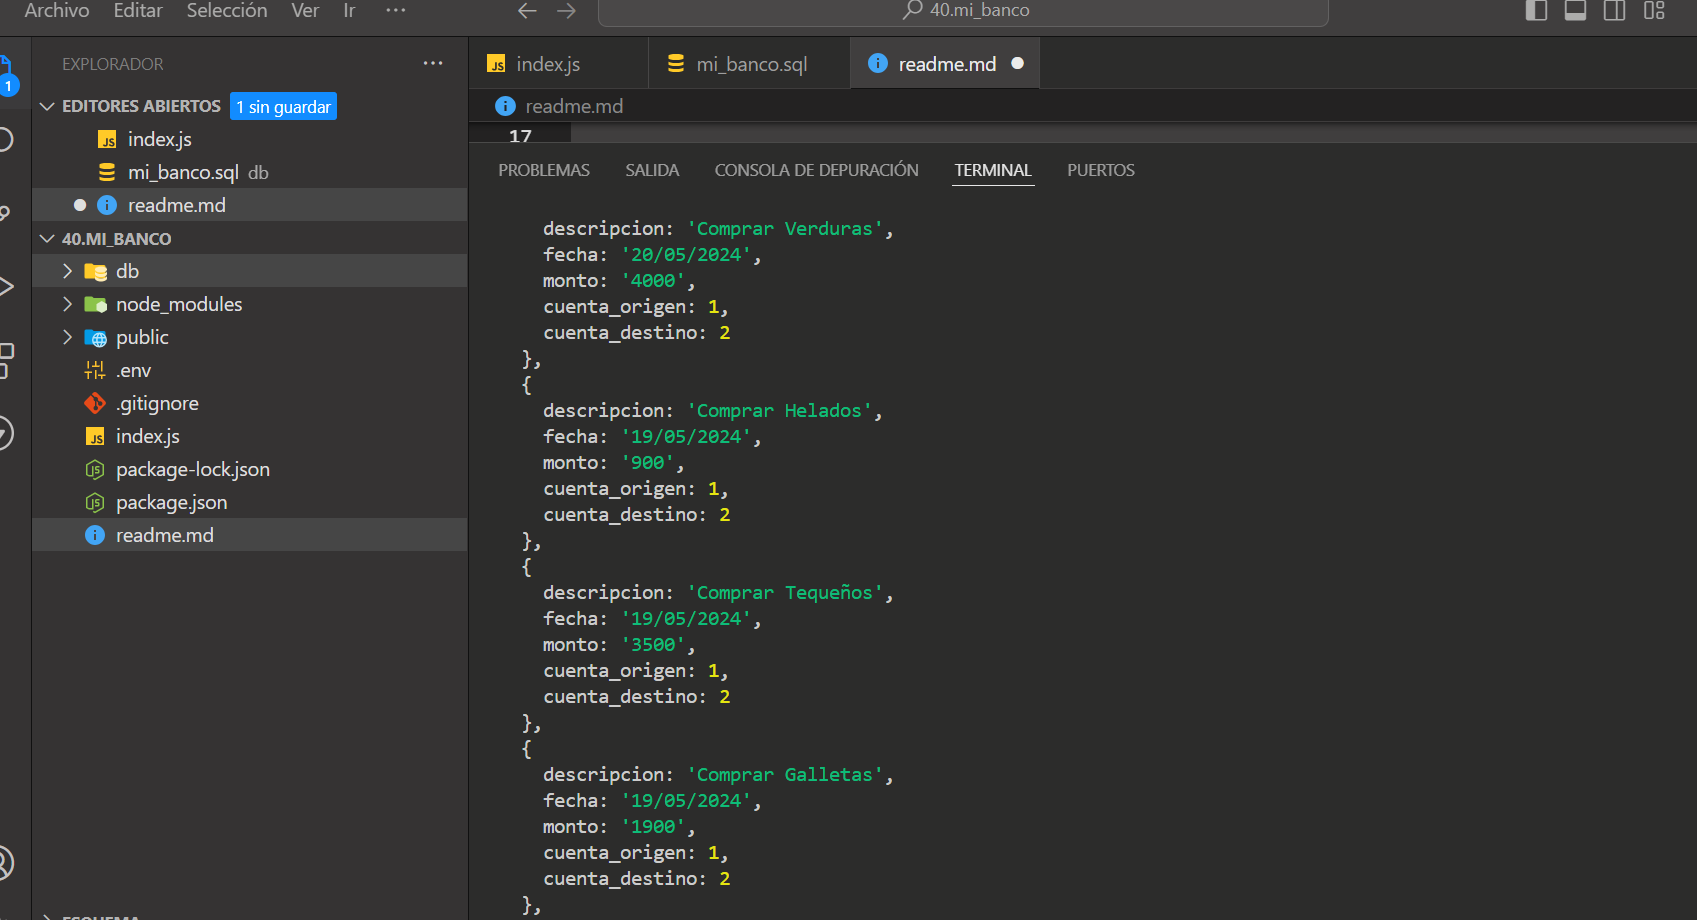 Archivo Editar Selección Ver Ir ···
40.mi_banco
EXPLORADOR ···
1
EDITORES ABIERTOS 1 sin guardar
JS index.js
mi_banco.sql db
readme.md
40.MI_BANCO
db
node_modules
public
.env
.gitignore
JS index.js
package-lock.json
package.json
readme.md
ESQUEMA
JS index.js
mi_banco.sql
readme.md
readme.md
17
PROBLEMAS SALIDA CONSOLA DE DEPURACIÓN TERMINAL PUERTOS
descripcion: 'Comprar Verduras',
fecha: '20/05/2024',
monto: '4000',
cuenta_origen: 1,
cuenta_destino: 2
},
{
descripcion: 'Comprar Helados',
fecha: '19/05/2024',
monto: '900',
cuenta_origen: 1,
cuenta_destino: 2
},
{
descripcion: 'Comprar Tequeños',
fecha: '19/05/2024',
monto: '3500',
cuenta_origen: 1,
cuenta_destino: 2
},
{
descripcion: 'Comprar Galletas',
fecha: '19/05/2024',
monto: '1900',
cuenta_origen: 1,
cuenta_destino: 2
},